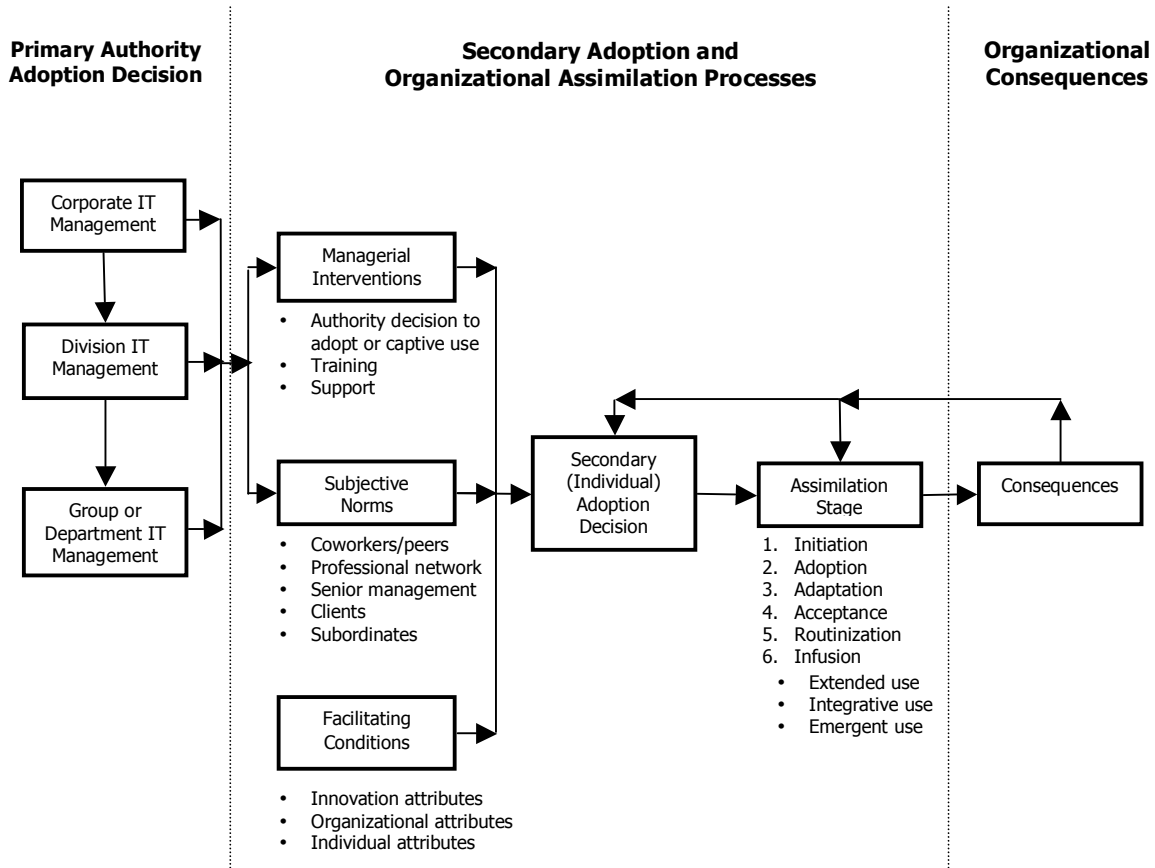 Primary Authority
Adoption Decision
Secondary Adoption and
Organizational Assimilation Processes
Organizational
Consequences
Corporate IT
Management
Division IT
Management
Group or
Department IT
Management
Managerial
Interventions
• Authority decision to
adopt or captive use
• Training
• Support
Subjective
Norms
• Coworkers/peers
• Professional network
• Senior management
• Clients
• Subordinates
Facilitating
Conditions
• Innovation attributes
• Organizational attributes
• Individual attributes
Secondary
(Individual)
Adoption
Decision
Assimilation
Stage
1. Initiation
2. Adoption
3. Adaptation
4. Acceptance
5. Routinization
6. Infusion
• Extended use
• Integrative use
• Emergent use
Consequences